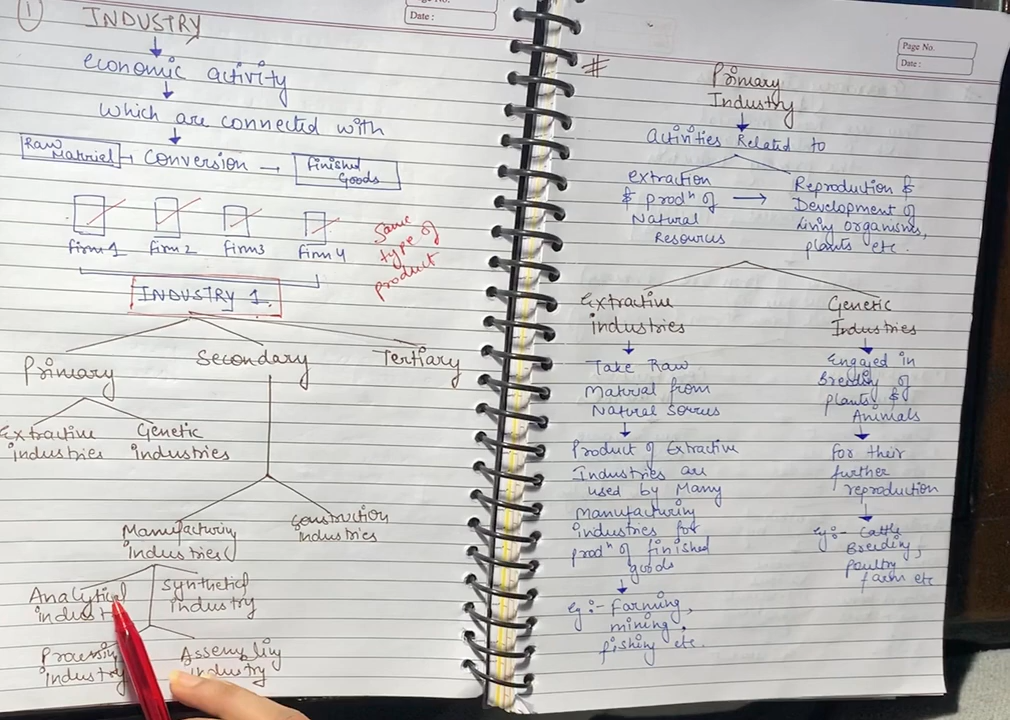 1
INDUSTRY
Date :
economic activity
which are connected with
Raw Matriel → Conversion → Finished Goods
Firm 1 Firm 2 Firm 3 Firm 4
Same type of product
INDUSTRY 1.
Primary Secondary Tertiary
Extractive industries
Genetic industries
Manufacturing industries
Construction industries
Analytical
Synthetical industry
industry
Assembling industry
Page No.
Date :
#
Primary
Industry
Activities Related to
extraction
& prodⁿ of
Natural
Resources
→
Reproduction &
Development of
Living organisms,
plants etc.
Extractive
industries
Take Raw
Material from
Natural Sources
Product of Extractive
Industries are
used by Many
Manufacturing
industries for
prodⁿ of finished
goods
Eg :- Farming,
mining,
fishing etc.
Genetic
Industries
Engaged in
Breeding of
plants &
Animals
for their
further
reproduction
Eg :- Cattle
Breeding,
Poultry
farm etc